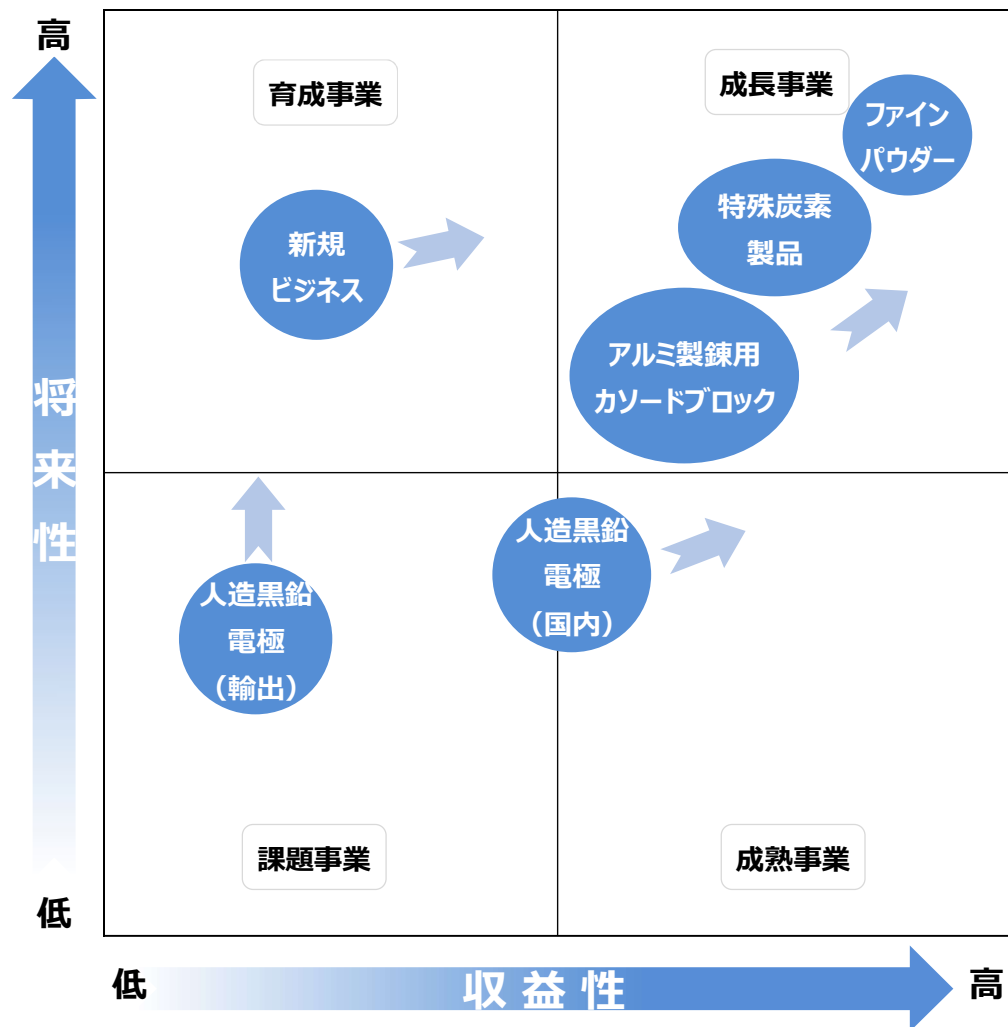 高
育成事業
成長事業
ファイン
パウダー
特殊炭素
製品
新規
ビジネス
アルミ製錬用
カソードブロック
将来性
人造黒鉛
電極
（国内）
人造黒鉛
電極
（輸出）
課題事業
成熟事業
低
低
収益性
高